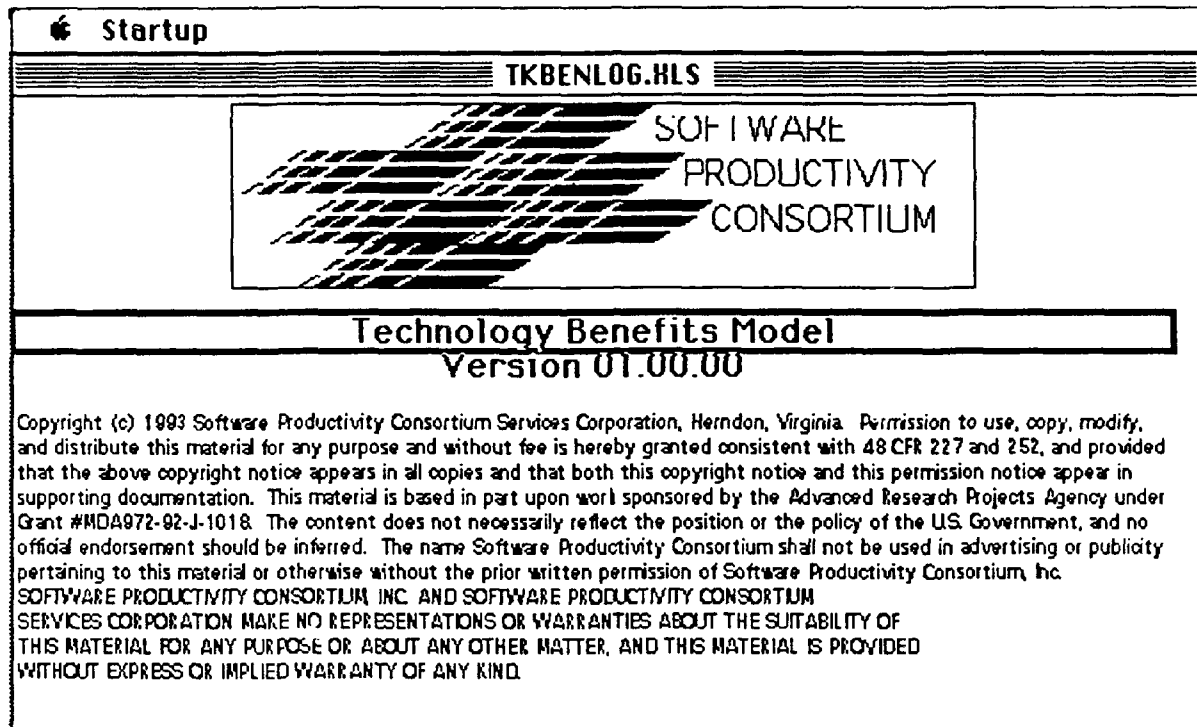 Startup
TKBENLOG.HLS
SOFTWARE
PRODUCTIVITY
CONSORTIUM
Technology Benefits Model
Version 01.00.00
Copyright (c) 1993 Software Productivity Consortium Services Corporation, Herndon, Virginia. Permission to use, copy, modify,
and distribute this material for any purpose and without fee is hereby granted consistent with 48 CFR 227 and 252, and provided
that the above copyright notice appears in all copies and that both this copyright notice and this permission notice appear in
supporting documentation. This material is based in part upon work sponsored by the Advanced Research Projects Agency under
Grant #MDA972-92-J-1018. The content does not necessarily reflect the position or the policy of the U.S. Government, and no
official endorsement should be inferred. The name Software Productivity Consortium shall not be used in advertising or publicity
pertaining to this material or otherwise without the prior written permission of Software Productivity Consortium, Inc.
SOFTWARE PRODUCTIVITY CONSORTIUM, INC. AND SOFTWARE PRODUCTIVITY CONSORTIUM
SERVICES CORPORATION MAKE NO REPRESENTATIONS OR WARRANTIES ABOUT THE SUITABILITY OF
THIS MATERIAL FOR ANY PURPOSE OR ABOUT ANY OTHER MATTER, AND THIS MATERIAL IS PROVIDED
WITHOUT EXPRESS OR IMPLIED WARRANTY OF ANY KIND.